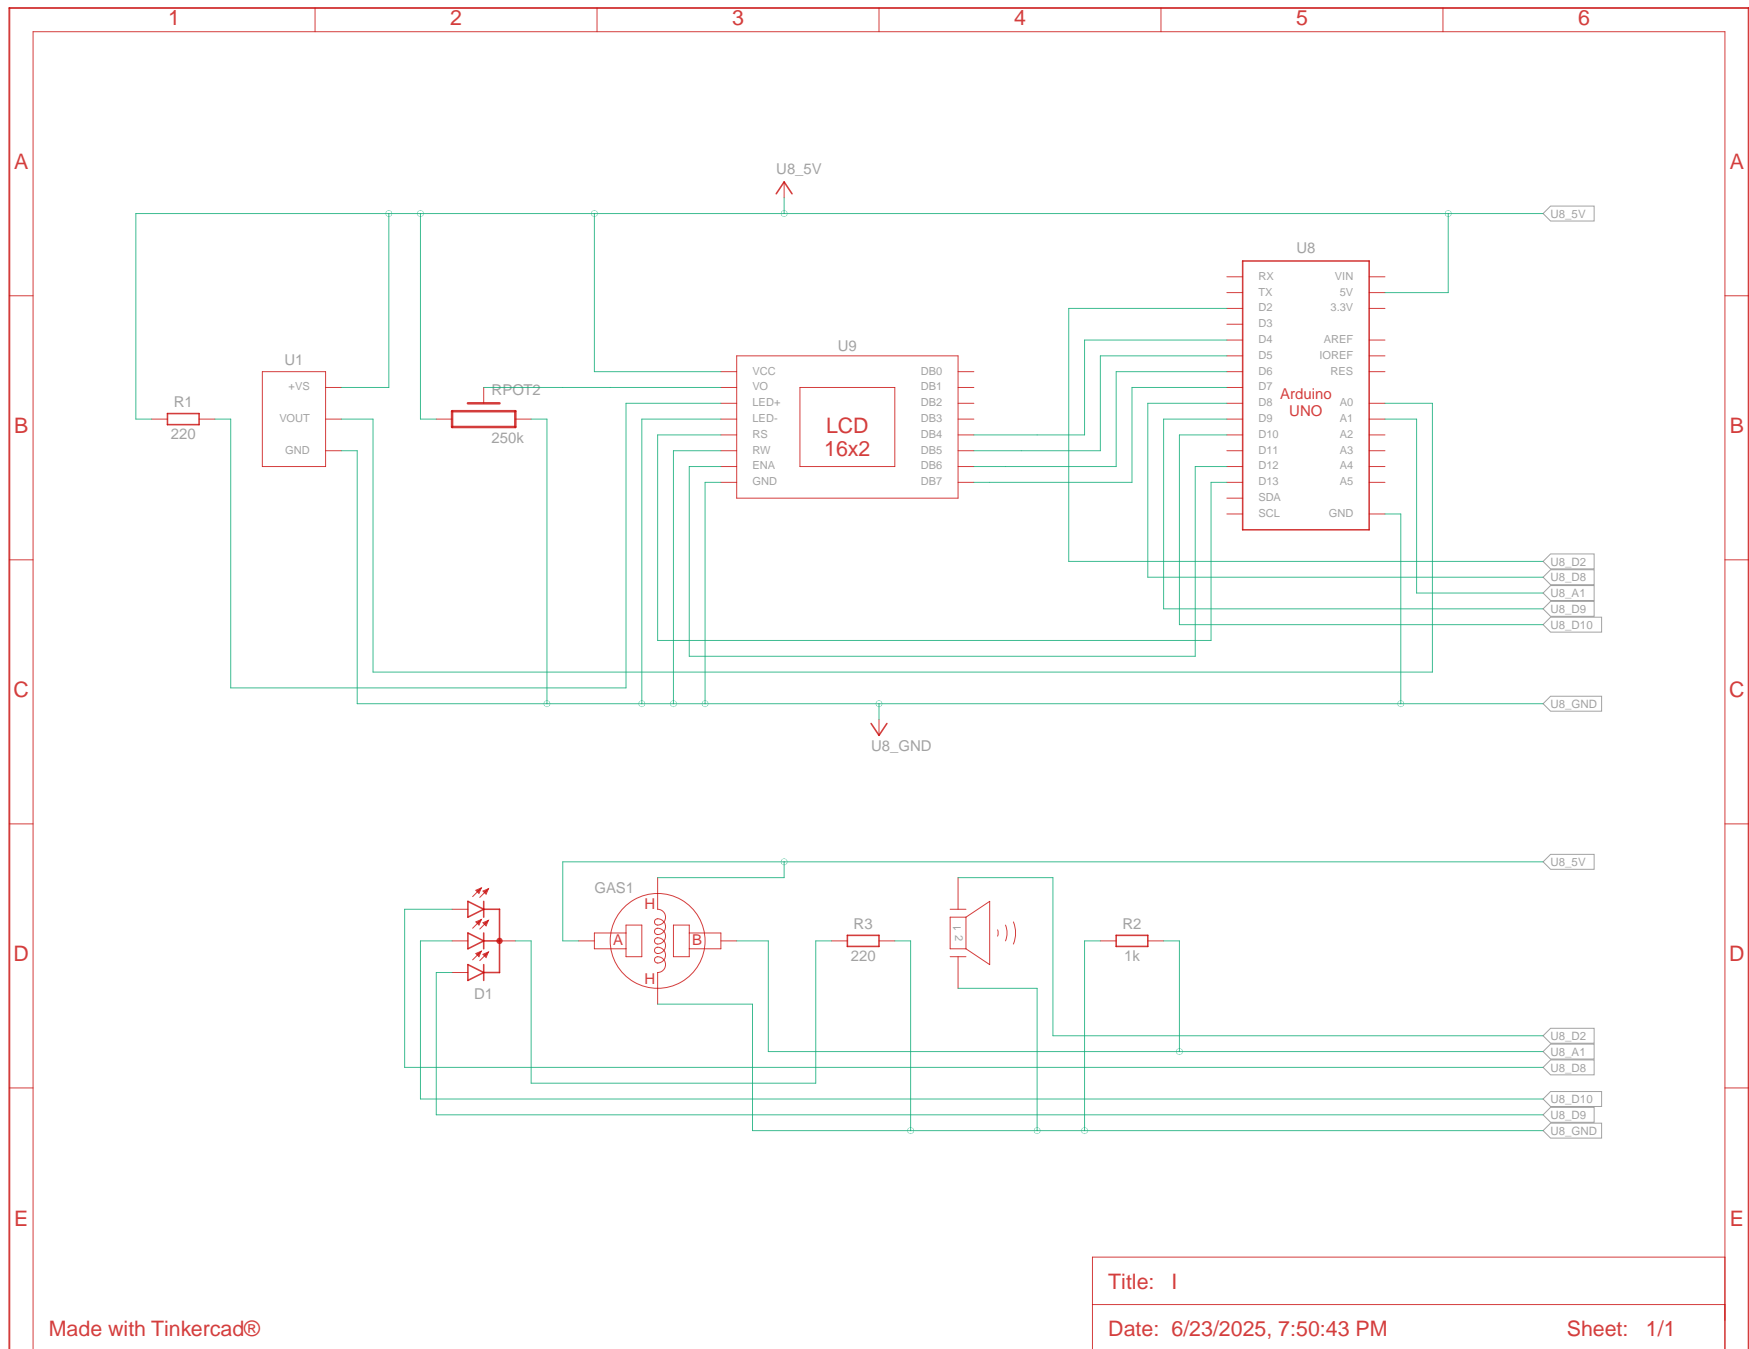 1 2 3 4 5 6
A A
U8_5V
U8_5V
U8
RX VIN
TX 5V
D2 3.3V
D3
D4 AREF
D5 IOREF
D6 RES
D7
Arduino
UNO
D8 A0
D9 A1
D10 A2
D11 A3
D12 A4
D13 A5
SDA
SCL GND
U1
+VS
VOUT
GND
R1
220
RPOT2
250k
U9
VCC DB0
VO DB1
LED+ DB2
LED- DB3
RS DB4
RW DB5
ENA DB6
GND DB7
LCD
16x2
B B
U8_D2
U8_D8
U8_A1
U8_D9
U8_D10
C C
U8_GND
U8_GND
U8_5V
GAS1
H
A B
H
D1
R3
220
1 2
R2
1k
D D
U8_D2
U8_A1
U8_D8
U8_D10
U8_D9
U8_GND
E E
Title: I
Made with Tinkercad®
Date: 6/23/2025, 7:50:43 PM Sheet: 1/1